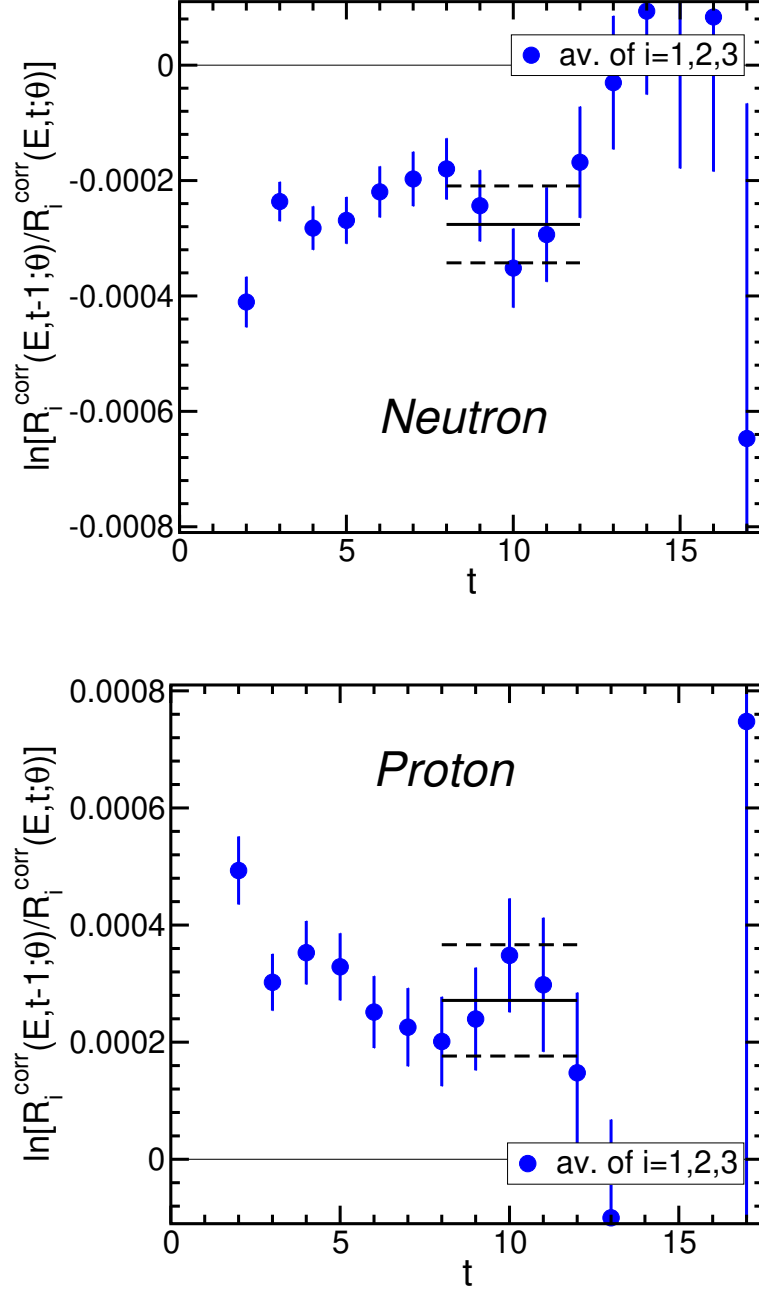 ln[R_i^corr(E,t-1;θ)/R_i^corr(E,t;θ)]
0
-0.0002
-0.0004
-0.0006
-0.0008
av. of i=1,2,3
Neutron
0 5 10 15
t
ln[R_i^corr(E,t-1;θ)/R_i^corr(E,t;θ)]
0.0008
0.0006
0.0004
0.0002
0
Proton
av. of i=1,2,3
0 5 10 15
t